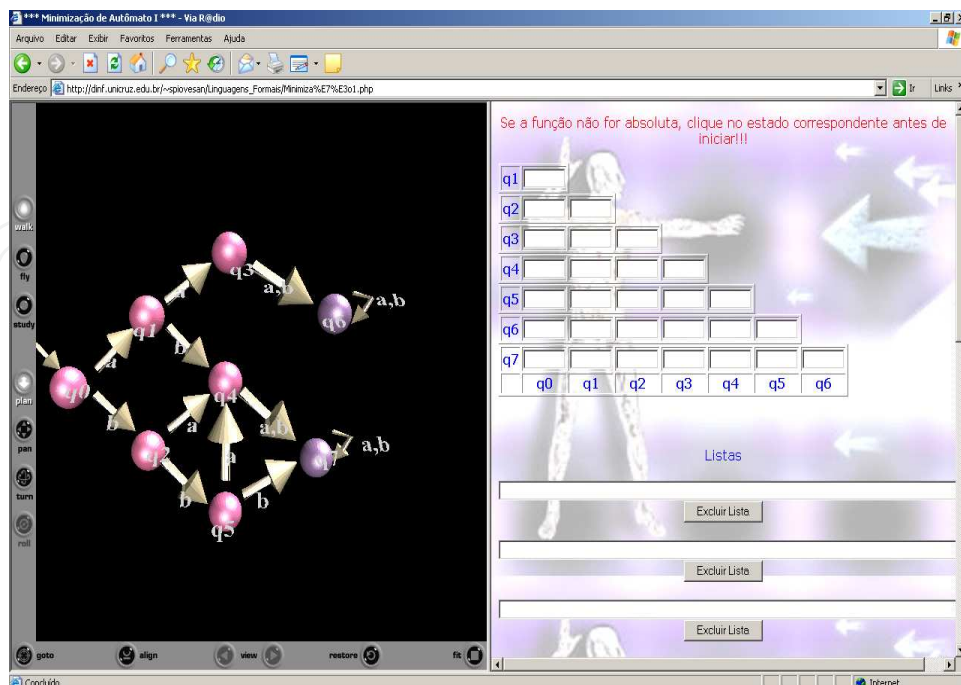 *** Minimização de Autômato I *** - Via R@dio
Arquivo Editar Exibir Favoritos Ferramentas Ajuda
Endereço http://dinf.unicruz.edu.br/~spiovesan/Linguagens_Formais/Minimiza%E7%E3o1.php Ir Links
walk
fly
study
plan
pan
turn
roll
q3
a
a,b
q6
a,b
q1
a
b
q0
q4
b
a
a,b
q2
a
q7
a,b
b
b
q5
goto align view restore fit
Se a função não for absoluta, clique no estado correspondente antes de
iniciar!!!
q1
q2
q3
q4
q5
q6
q7
q0 q1 q2 q3 q4 q5 q6
Listas
Excluir Lista
Excluir Lista
Excluir Lista
Concluído Internet